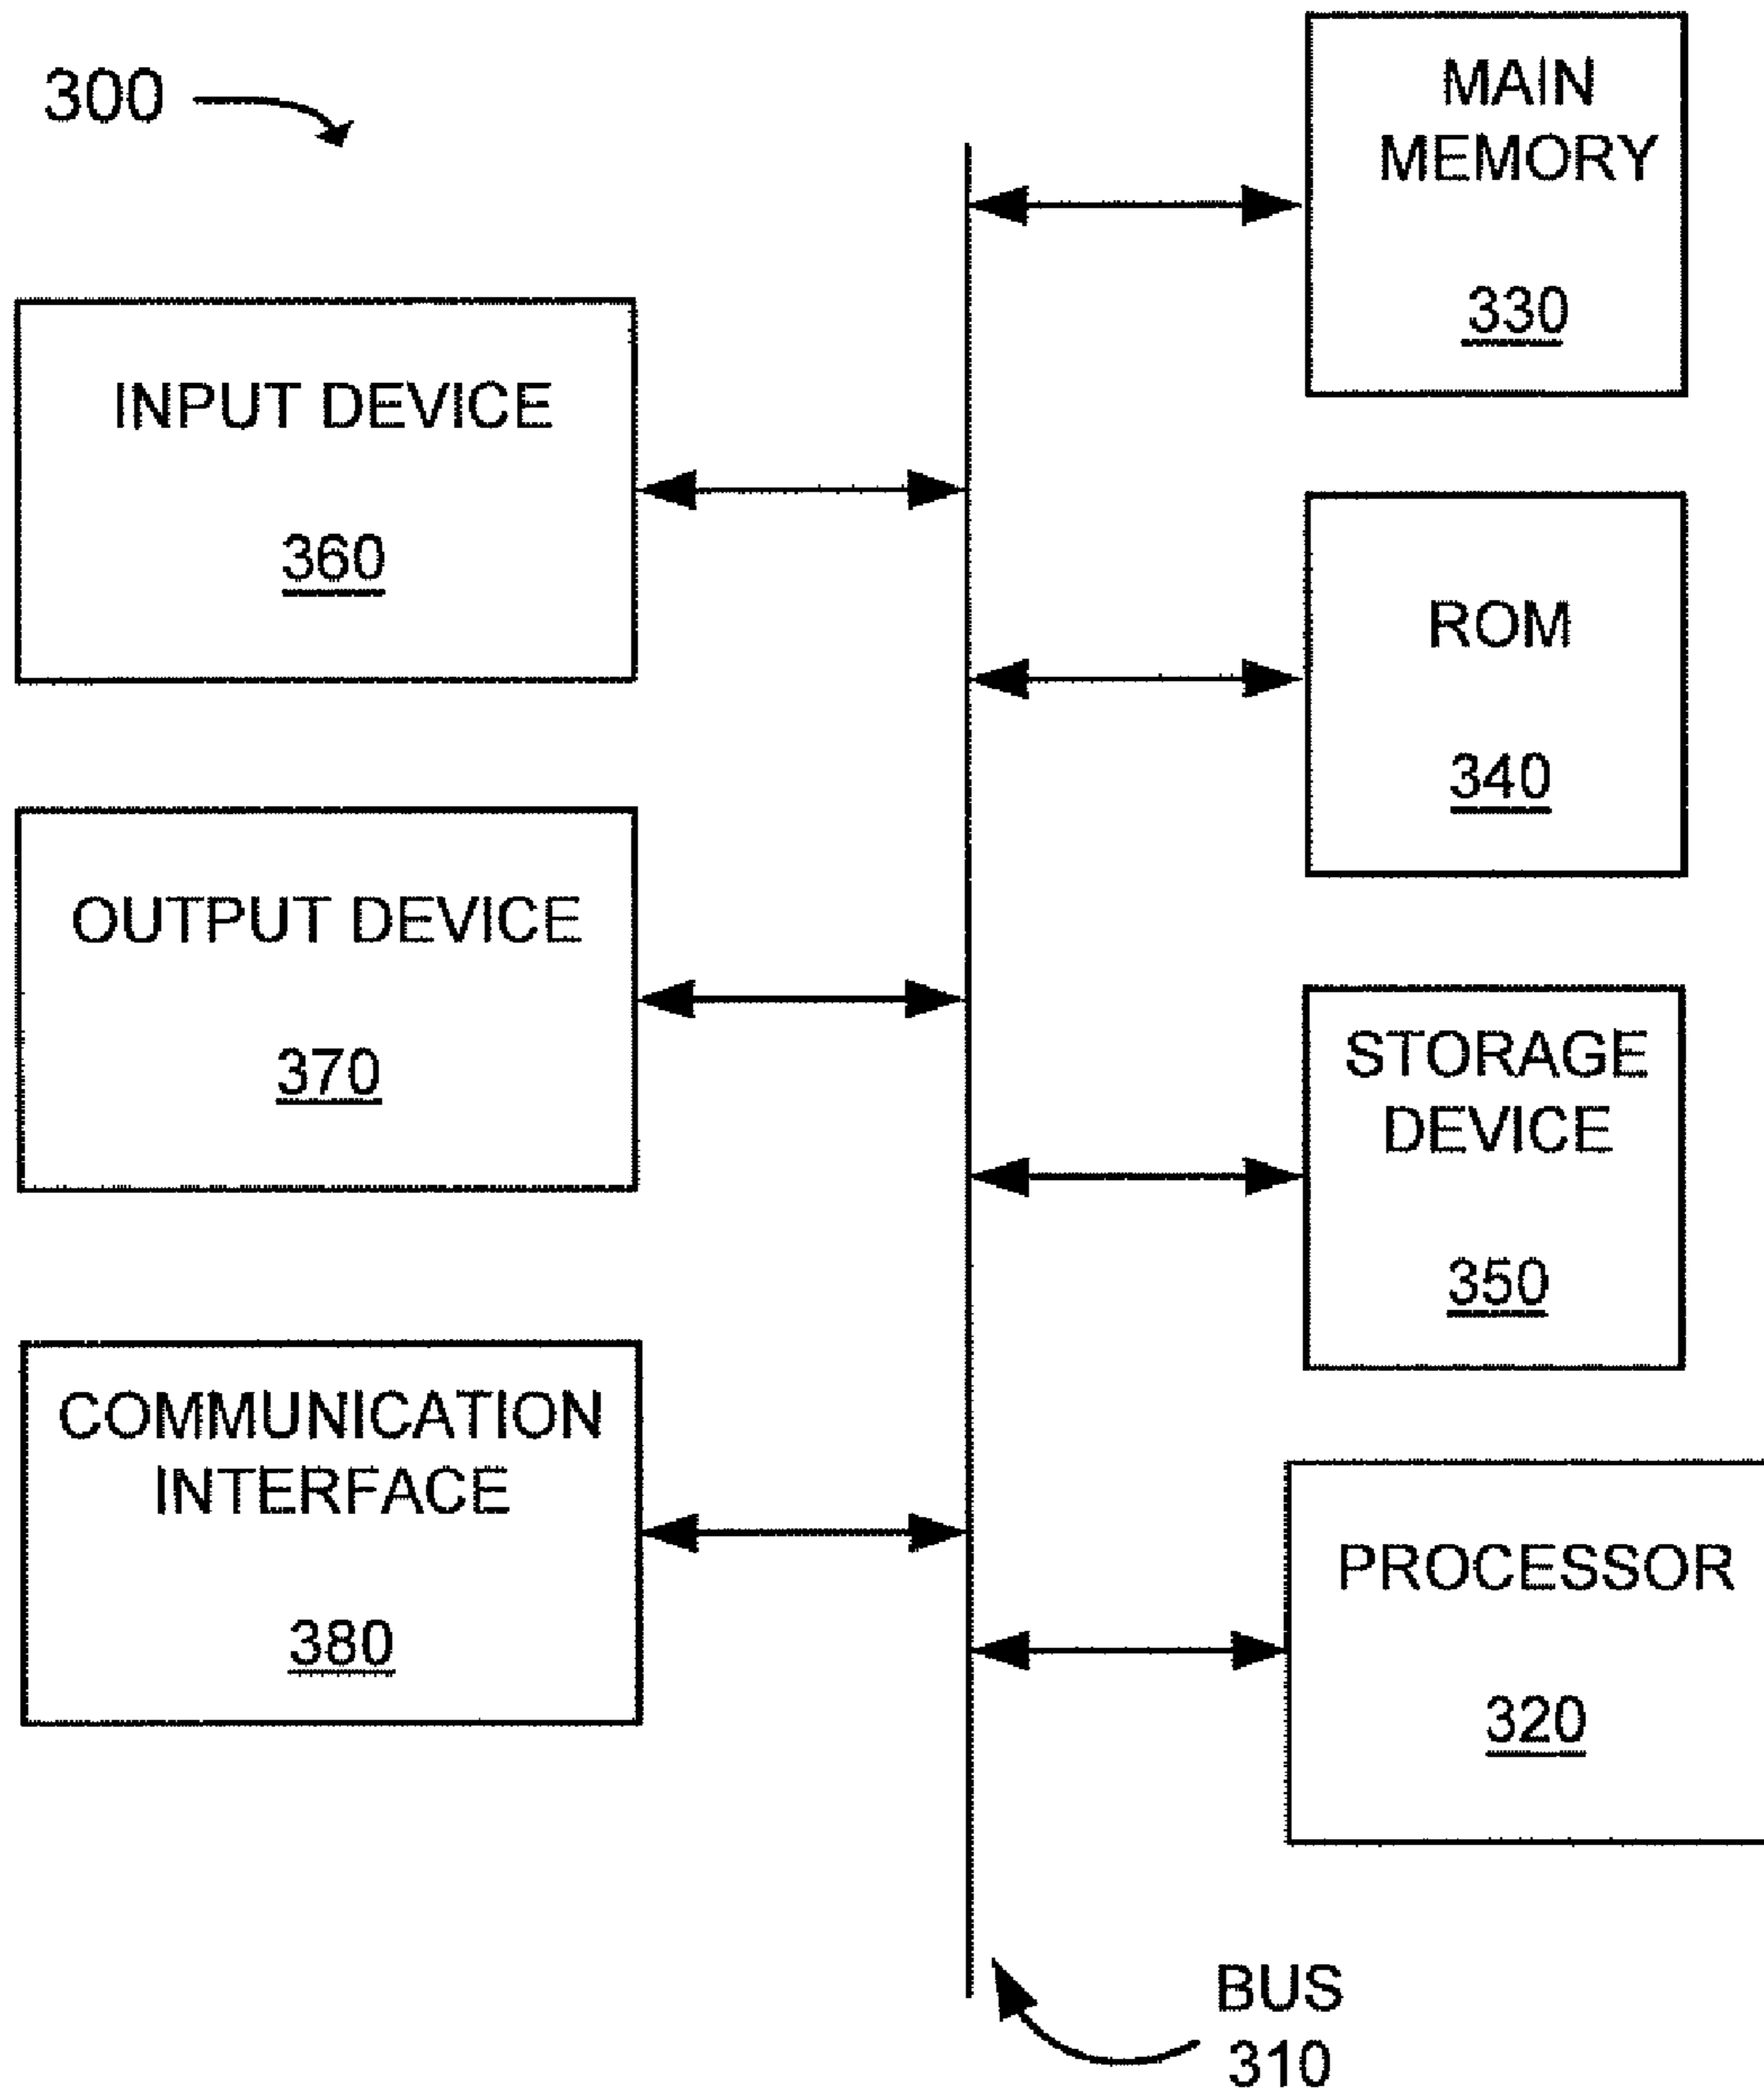 300
MAIN
MEMORY
330
INPUT DEVICE
360
ROM
340
OUTPUT DEVICE
370
STORAGE
DEVICE
350
COMMUNICATION
INTERFACE
380
PROCESSOR
320
BUS
310